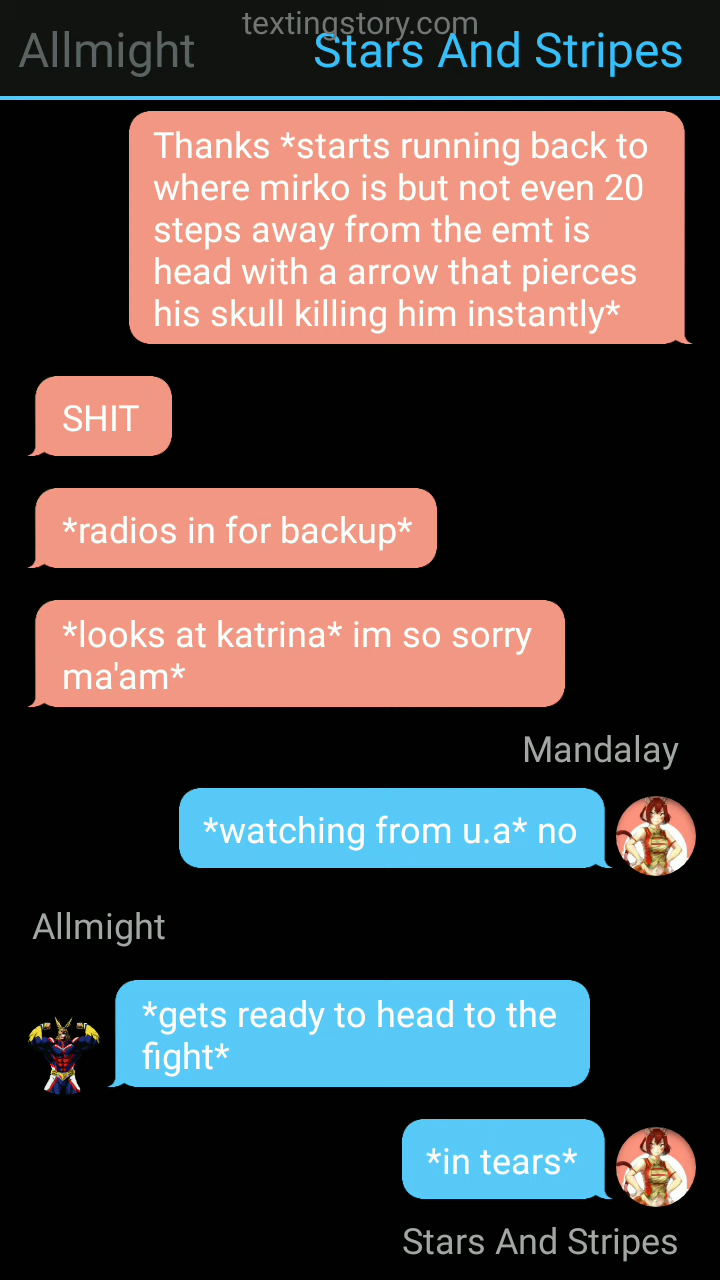 textingstory.com
Allmight Stars And Stripes
Thanks *starts running back to
where mirko is but not even 20
steps away from the emt is
head with a arrow that pierces
his skull killing him instantly*
SHIT
*radios in for backup*
*looks at katrina* im so sorry
ma'am*
Mandalay
*watching from u.a* no
Allmight
*gets ready to head to the
fight*
*in tears*
Stars And Stripes